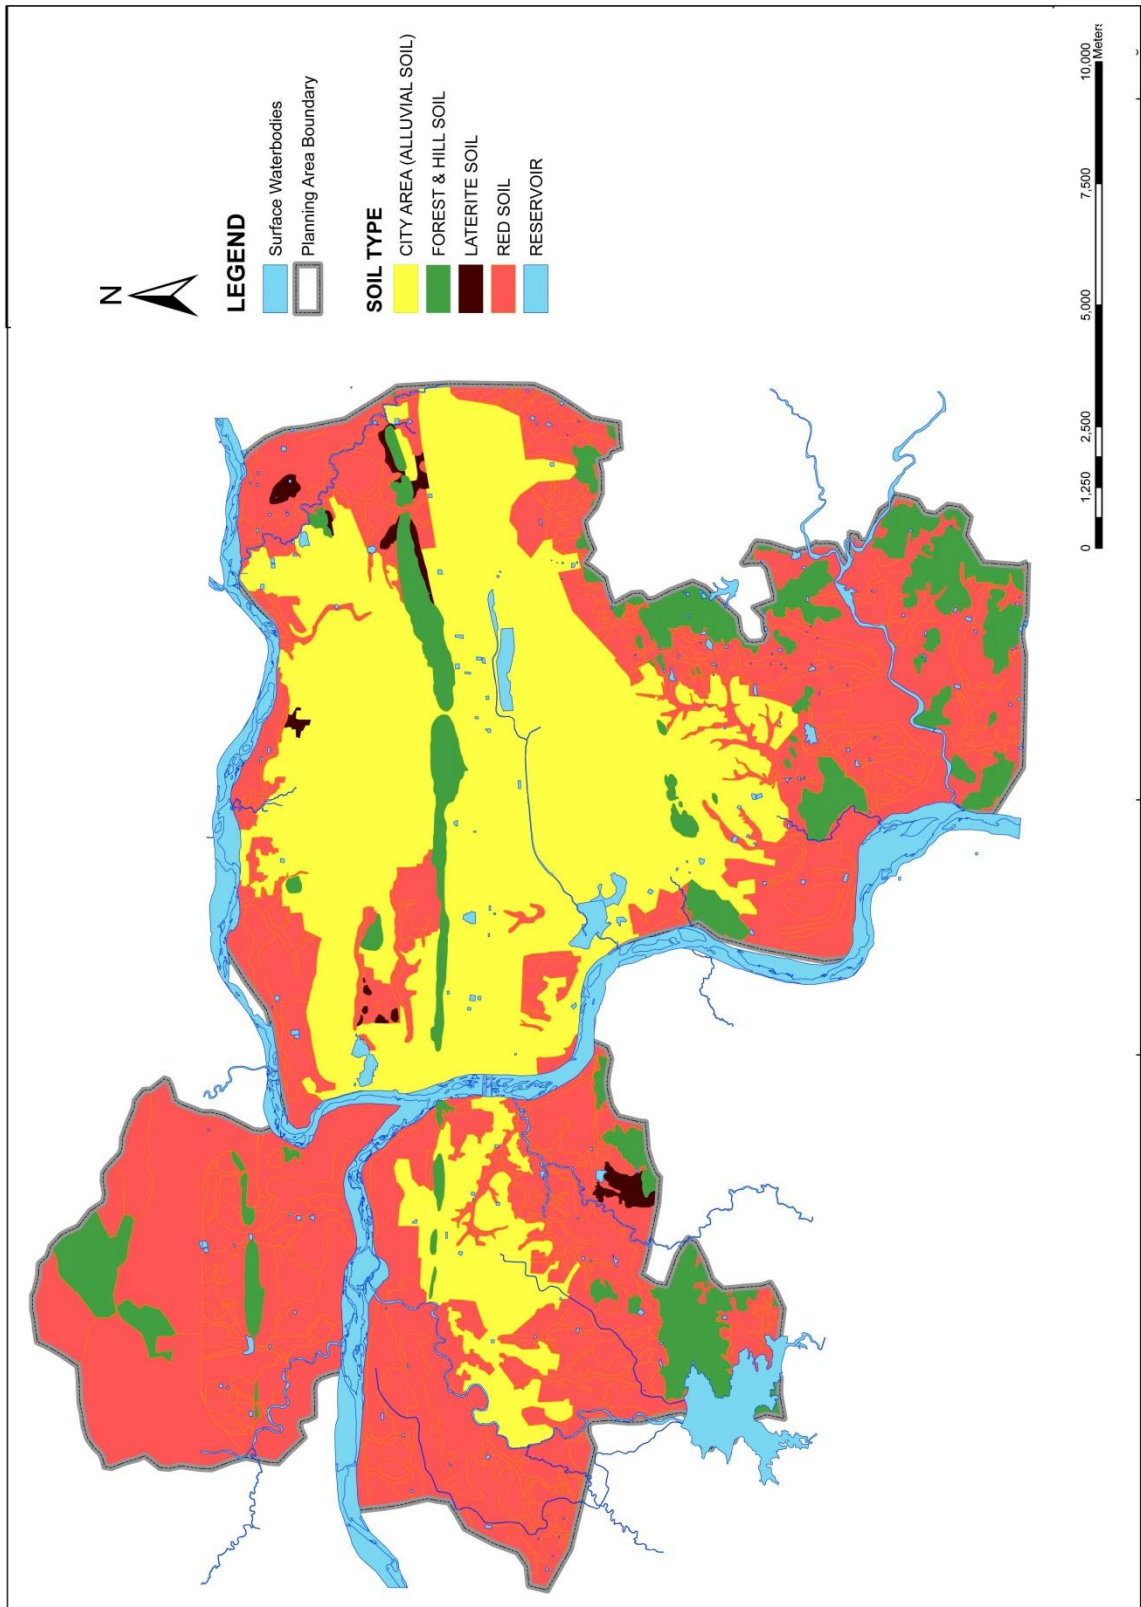 N
LEGEND
Surface Waterbodies
Planning Area Boundary
SOIL TYPE
CITY AREA (ALLUVIAL SOIL)
FOREST & HILL SOIL
LATERITE SOIL
RED SOIL
RESERVOIR
0 1,250 2,500 5,000 7,500 10,000
Meters